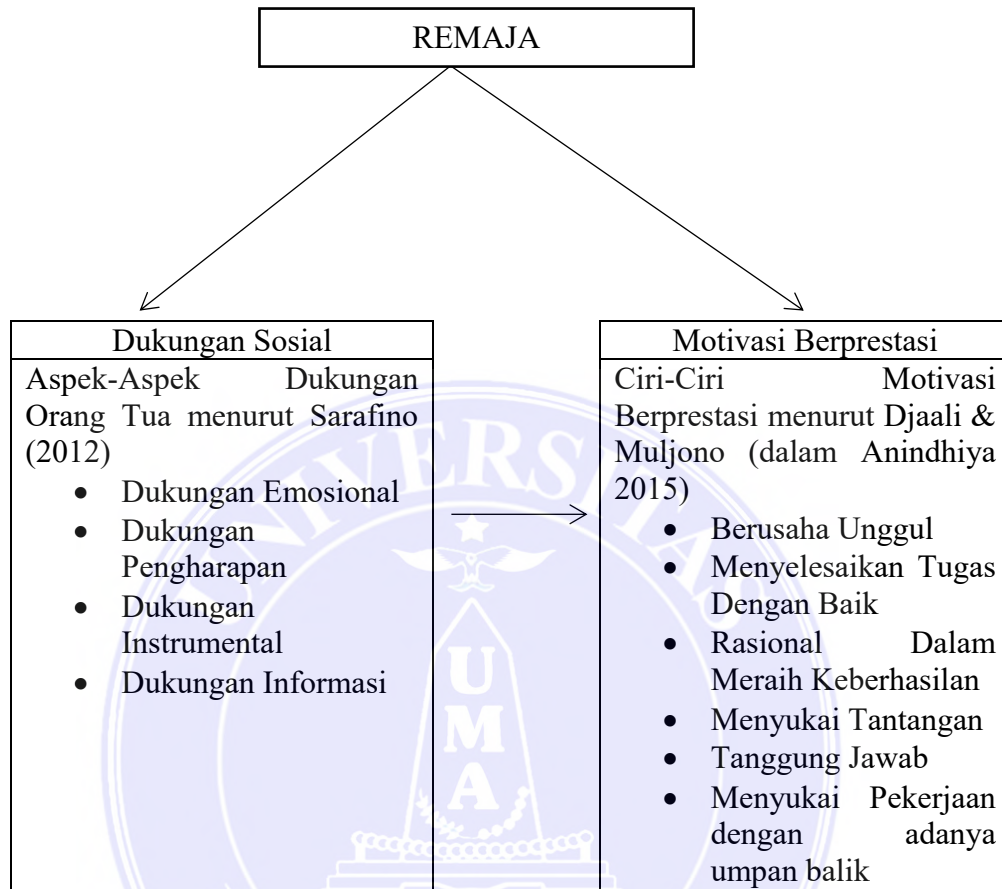 REMAJA
Dukungan Sosial
Aspek-Aspek Dukungan
Orang Tua menurut Sarafino
(2012)
• Dukungan Emosional
• Dukungan
Pengharapan
• Dukungan
Instrumental
• Dukungan Informasi
Motivasi Berprestasi
Ciri-Ciri Motivasi
Berprestasi menurut Djaali &
Muljono (dalam Anindhiya
2015)
• Berusaha Unggul
• Menyelesaikan Tugas
Dengan Baik
• Rasional Dalam
Meraih Keberhasilan
• Menyukai Tantangan
• Tanggung Jawab
• Menyukai Pekerjaan
dengan adanya
umpan balik
UNIVERSITAS
UMA